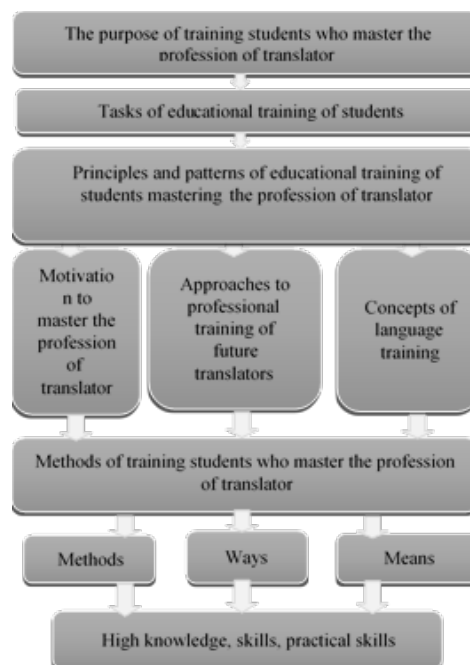 The purpose of training students who master the
profession of translator
Tasks of educational training of students
Principles and patterns of educational training of
students mastering the profession of translator
Motivatio
n to
master the
profession
of
translator
Approaches to
professional
training of
future
translators
Concepts of
language
training
Methods of training students who master the profession
of translator
Methods
Ways
Means
High knowledge, skills, practical skills